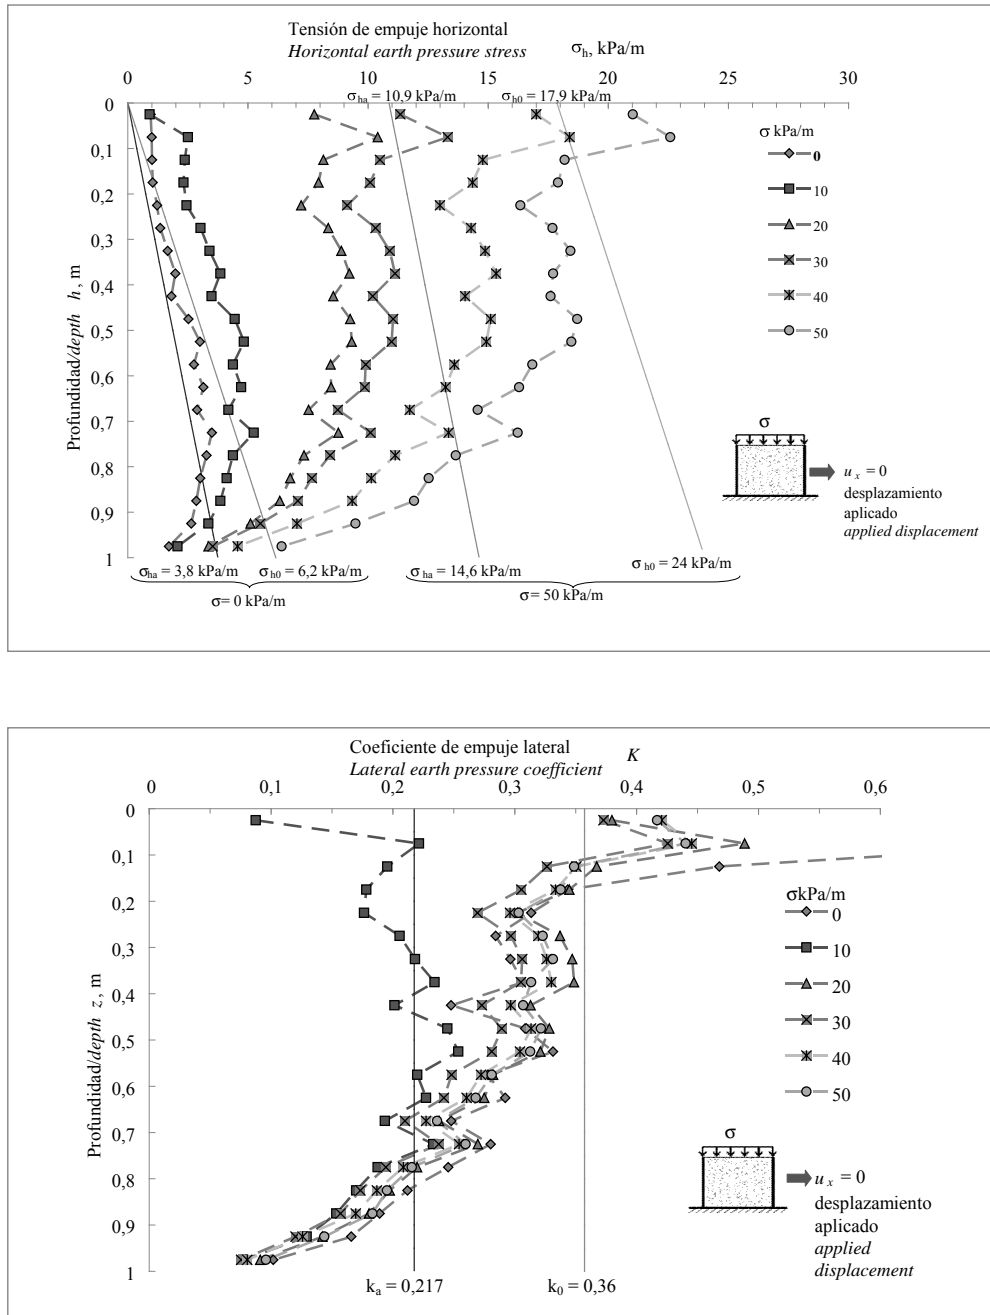 Tensión de empuje horizontal
Horizontal earth pressure stress
σh, kPa/m
0 5 10 15 20 25 30
σha = 10,9 kPa/m
σh0 = 17,9 kPa/m
Profundidad/depth h, m
0
0,1
0,2
0,3
0,4
0,5
0,6
0,7
0,8
0,9
1
σ kPa/m
0
10
20
30
40
50
σ
ux = 0
desplazamiento
aplicado
applied displacement
σha = 3,8 kPa/m
σh0 = 6,2 kPa/m
σha = 14,6 kPa/m
σh0 = 24 kPa/m
σ= 0 kPa/m
σ= 50 kPa/m
Coeficiente de empuje lateral
Lateral earth pressure coefficient
K
0 0,1 0,2 0,3 0,4 0,5 0,6
Profundidad/depth z, m
0
0,1
0,2
0,3
0,4
0,5
0,6
0,7
0,8
0,9
1
σkPa/m
0
10
20
30
40
50
σ
ux = 0
desplazamiento
aplicado
applied
displacement
ka = 0,217
k0 = 0,36